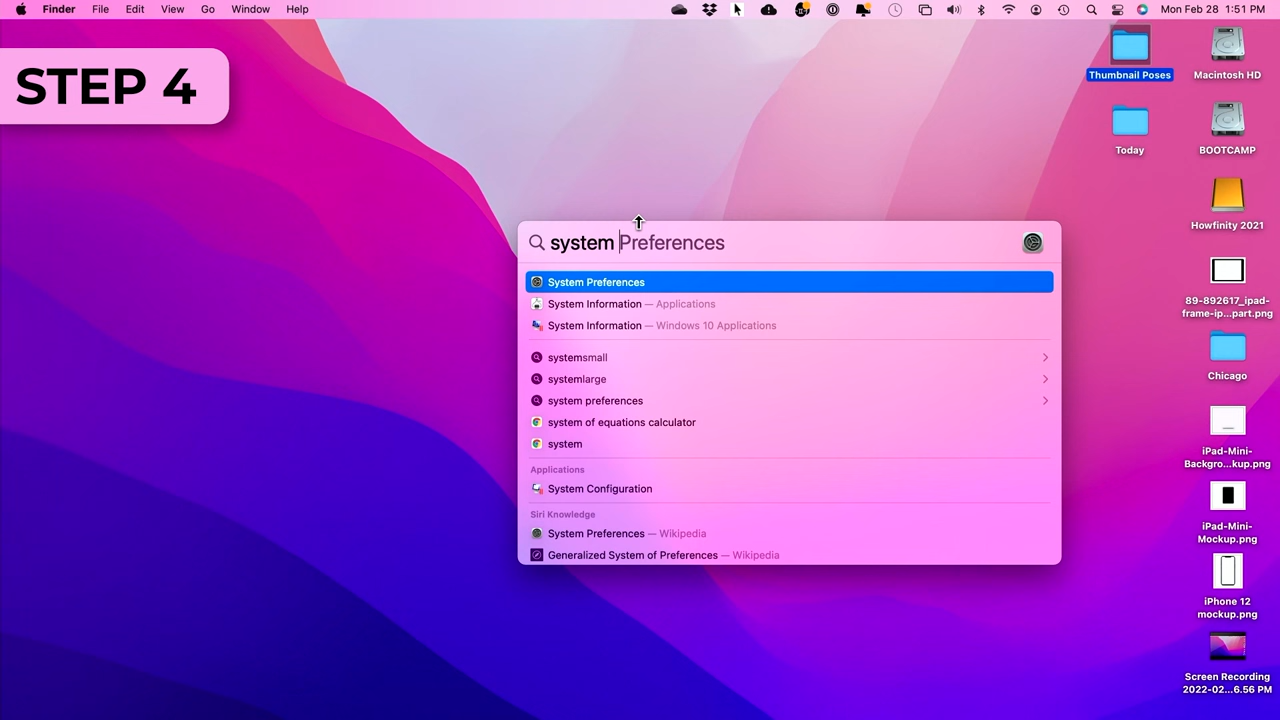 Finder File Edit View Go Window Help Mon Feb 28 1:51 PM
STEP 4
Thumbnail Poses
Macintosh HD
Today
BOOTCAMP
Howfinity 2021
89-892617_ipad-
frame-ip...part.png
Chicago
iPad-Mini-
Backgro...kup.png
iPad-Mini-
Mockup.png
iPhone 12
mockup.png
Screen Recording
2022-02...6.56 PM
system Preferences
System Preferences
System Information — Applications
System Information — Windows 10 Applications
systemsmall
systemlarge
system preferences
system of equations calculator
system
Applications
System Configuration
Siri Knowledge
System Preferences — Wikipedia
Generalized System of Preferences — Wikipedia